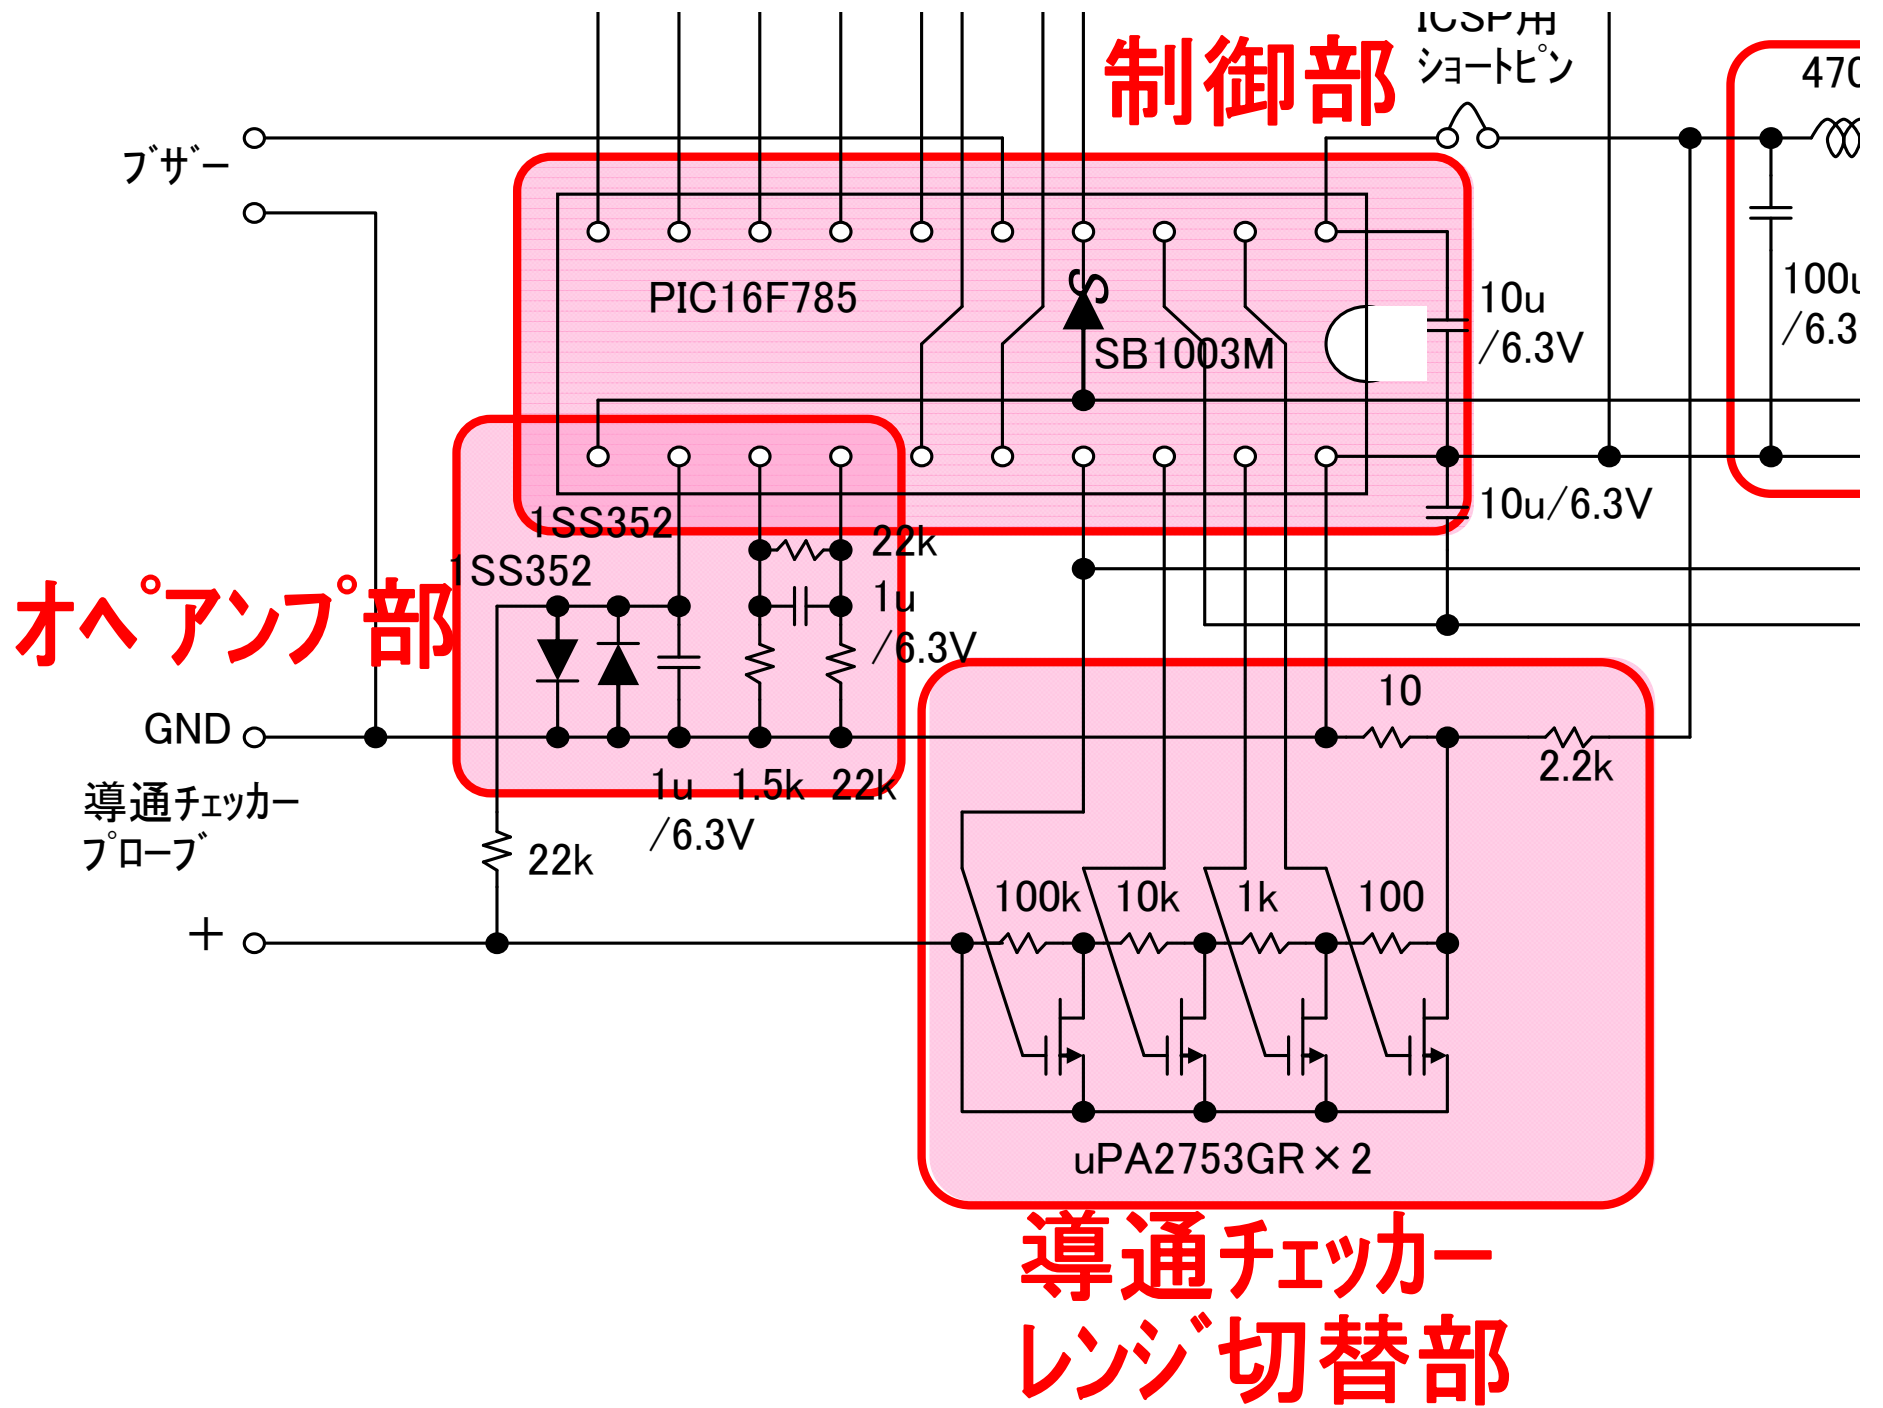 ICSP用
ショートピン
制御部
470
ブザー
PIC16F785
SB1003M
10u
/6.3V
100u
/6.3
10u/6.3V
1SS352
1SS352
22k
1u
/6.3V
オペアンプ部
10
GND
2.2k
1u
/6.3V
1.5k
22k
導通チェッカー
プローブ
22k
100k
10k
1k
100
+
uPA2753GR×2
導通チェッカー
レンジ切替部